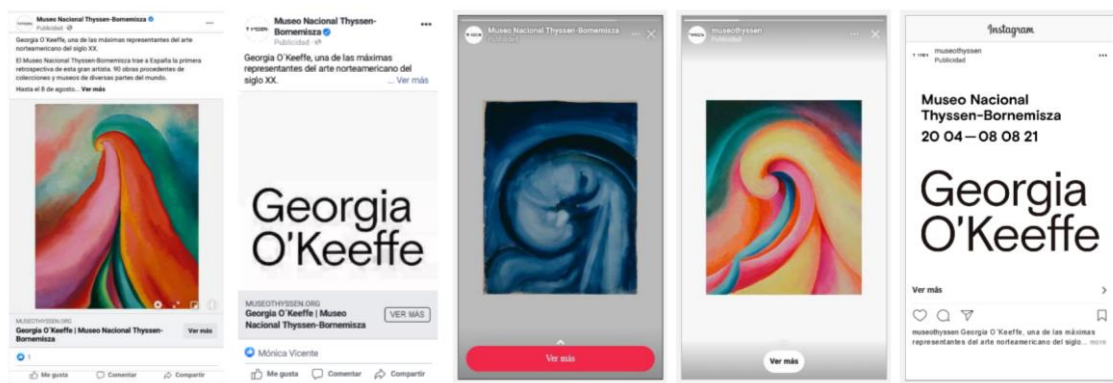 Museo Nacional Thyssen-Bornemisza
Publicidad
Georgia O'Keeffe, una de las máximas representantes del arte
norteamericano del siglo XX.
El Museo Nacional Thyssen-Bornemisza trae a España la primera
retrospectiva de esta gran artista. 90 obras procedentes de
colecciones y museos de diversas partes del mundo.
Hasta el 8 de agosto... Ver más
MUSEOTHYSSEN.ORG
Georgia O'Keeffe | Museo Nacional Thyssen-
Bornemisza
Ver más
1
Me gusta Comentar Compartir
Museo Nacional Thyssen-
Bornemisza
Publicidad
Georgia O'Keeffe, una de las máximas
representantes del arte norteamericano del
siglo XX. ... Ver más
Georgia
O'Keeffe
MUSEOTHYSSEN.ORG
Georgia O'Keeffe | Museo
Nacional Thyssen-Bornemisza
VER MÁS
Mónica Vicente
Me gusta Comentar Compartir
Museo Nacional Thyssen-Bornemisza
Publicidad
Ver más
museothyssen
Publicidad
Ver más
Instagram
museothyssen
Publicidad
Museo Nacional
Thyssen-Bornemisza
20 04—08 08 21
Georgia
O'Keeffe
Ver más
museothyssen Georgia O'Keeffe, una de las máximas
representantes del arte norteamericano del siglo... more